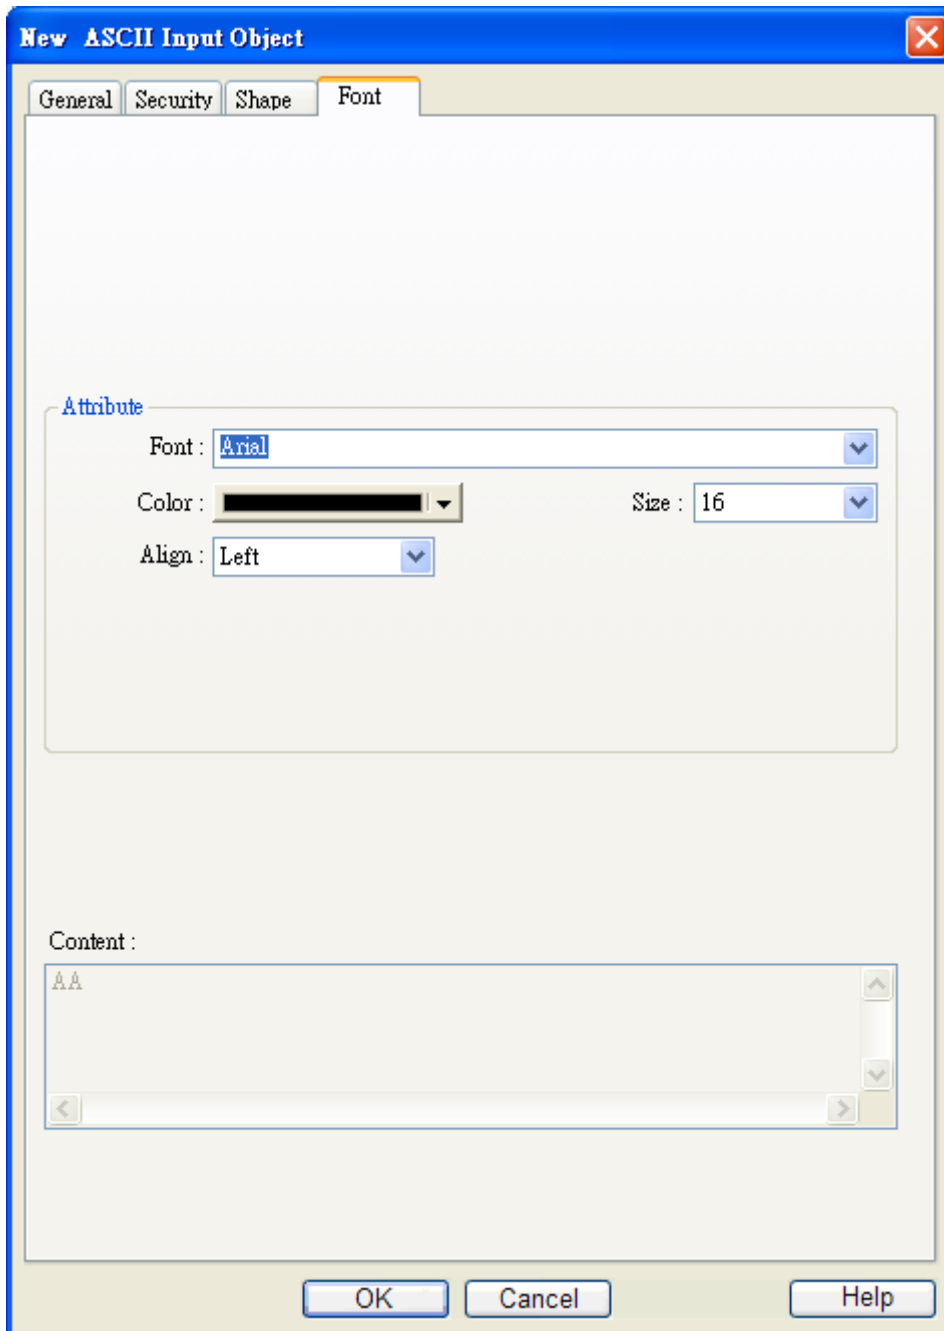 New ASCII Input Object
General Security Shape Font
Attribute
Font : Arial
Color : Size : 16
Align : Left
Content :
AA
OK Cancel Help